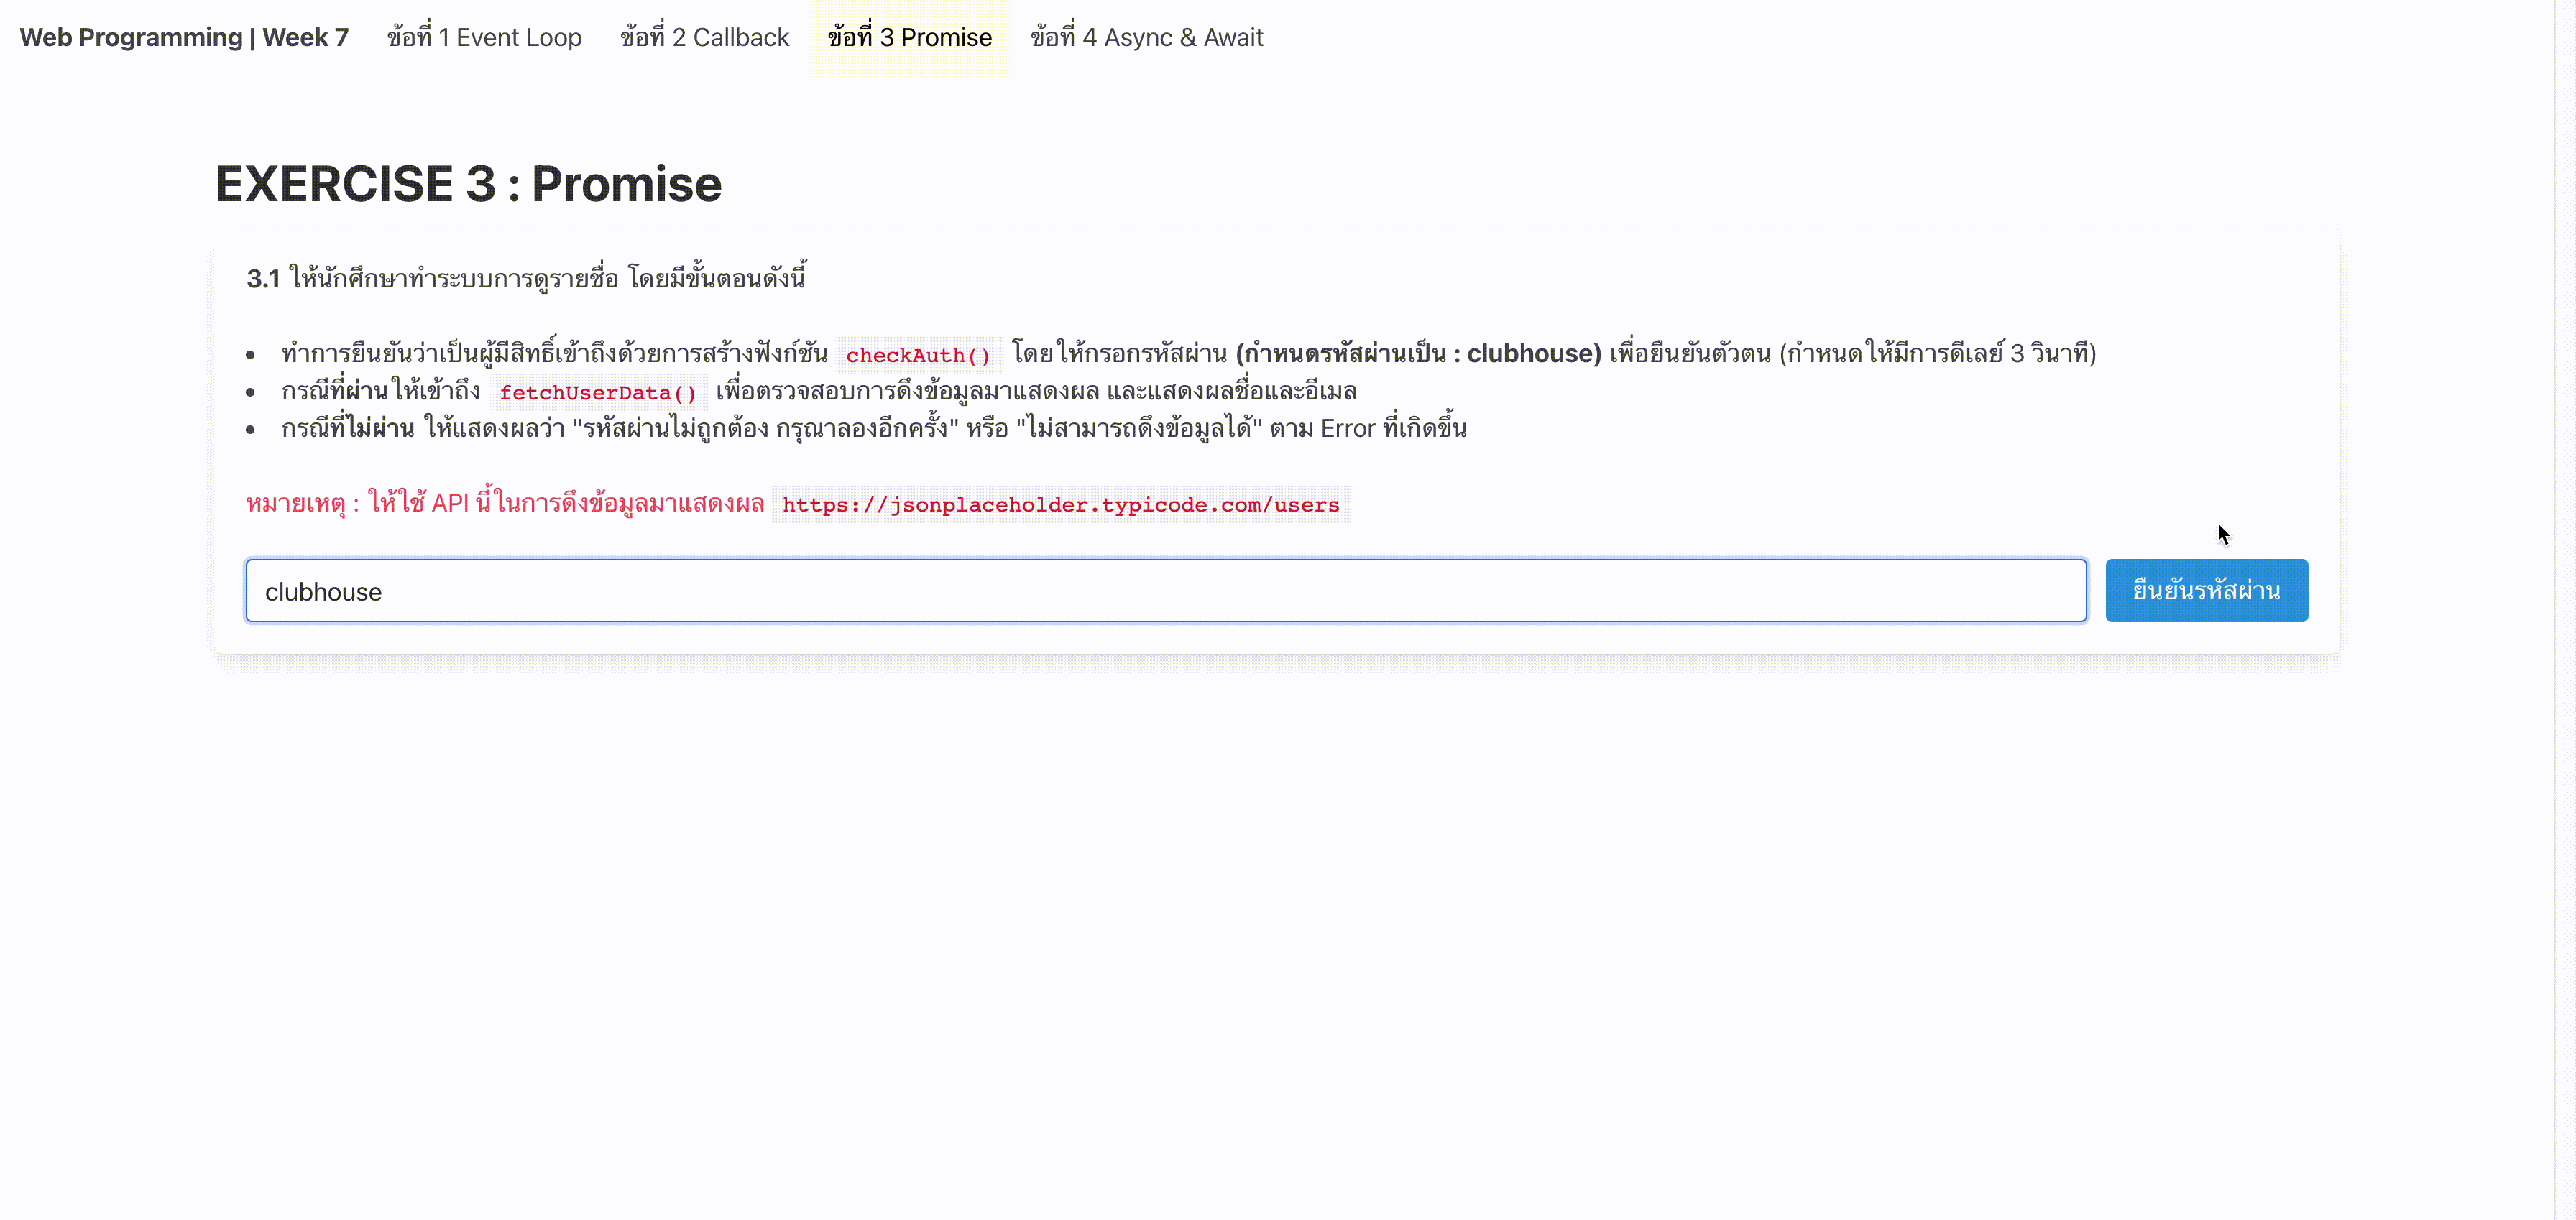 Web Programming | Week 7 ข้อที่ 1 Event Loop ข้อที่ 2 Callback ข้อที่ 3 Promise ข้อที่ 4 Async & Await
EXERCISE 3 : Promise
3.1 ให้นักศึกษาทำระบบการดูรายชื่อ โดยมีขั้นตอนดังนี้
ทำการยืนยันว่าเป็นผู้มีสิทธิ์เข้าถึงด้วยการสร้างฟังก์ชัน checkAuth() โดยให้กรอกรหัสผ่าน (กำหนดรหัสผ่านเป็น : clubhouse) เพื่อยืนยันตัวตน (กำหนดให้มีการดีเลย์ 3 วินาที)
กรณีที่ผ่าน ให้เข้าถึง fetchUserData() เพื่อตรวจสอบการดึงข้อมูลมาแสดงผล และแสดงผลชื่อและอีเมล
กรณีที่ไม่ผ่าน ให้แสดงผลว่า "รหัสผ่านไม่ถูกต้อง กรุณาลองอีกครั้ง" หรือ "ไม่สามารถดึงข้อมูลได้" ตาม Error ที่เกิดขึ้น
หมายเหตุ : ให้ใช้ API นี้ในการดึงข้อมูลมาแสดงผล https://jsonplaceholder.typicode.com/users
clubhouse ยืนยันรหัสผ่าน